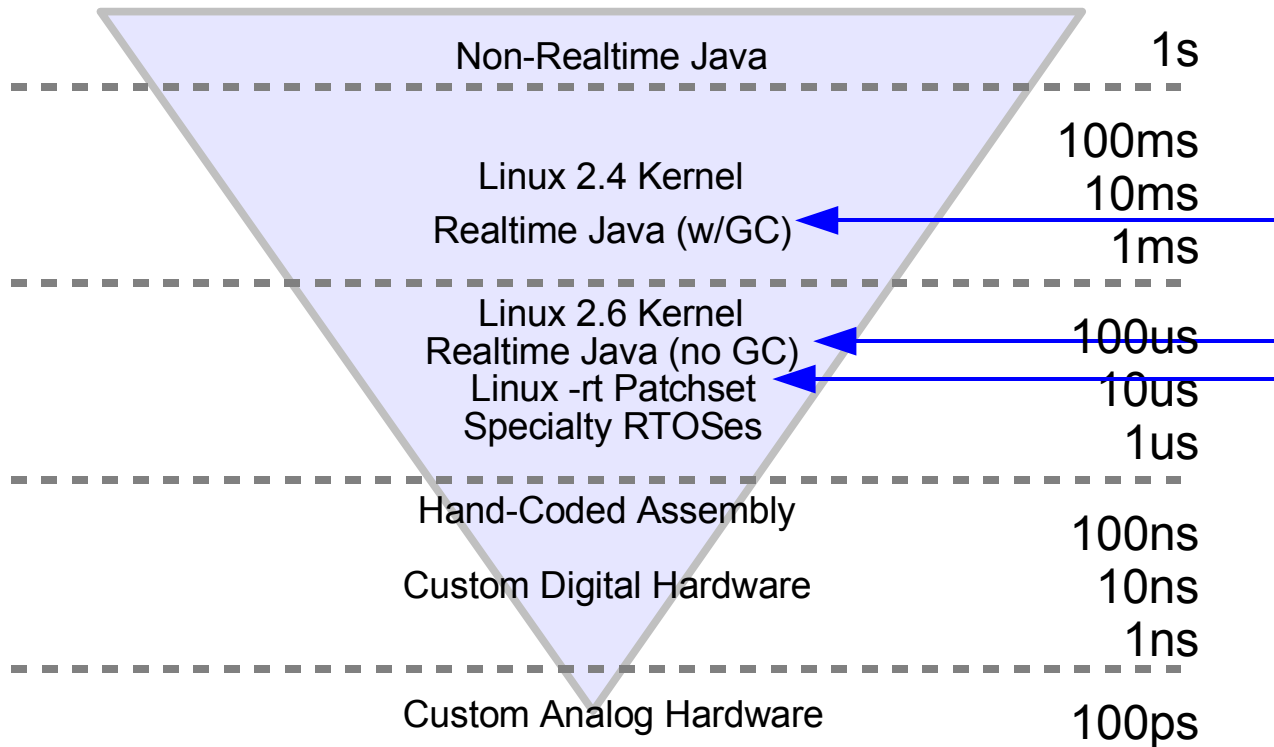 Non-Realtime Java
1s
100ms
Linux 2.4 Kernel
10ms
Realtime Java (w/GC)
1ms
Linux 2.6 Kernel
100us
Realtime Java (no GC)
Linux -rt Patchset
10us
Specialty RTOSes
1us
Hand-Coded Assembly
100ns
Custom Digital Hardware
10ns
1ns
Custom Analog Hardware
100ps